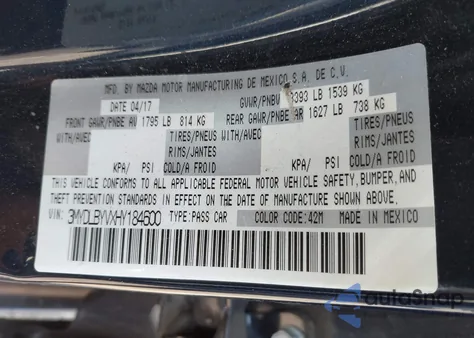 MFD. BY MAZDA MOTOR MANUFACTURING DE MEXICO S.A. DE C.V.
DATE 04/17 GVWR/PNBV 3393 LB 1539 KG
FRONT GAWR/PNBE AV 1795 LB 814 KG REAR GAWR/PNBE AR 1627 LB 738 KG
WITH/AVEC TIRES/PNEUS WITH/AVEC TIRES/PNEUS
RIMS/JANTES RIMS/JANTES
KPA/ PSI COLD/A FROID KPA/ PSI COLD/A FROID
THIS VEHICLE CONFORMS TO ALL APPLICABLE FEDERAL MOTOR VEHICLE SAFETY, BUMPER, AND
THEFT PREVENTION STANDARDS IN EFFECT ON THE DATE OF MANUFACTURE SHOWN ABOVE.
VIN: 3MYDLBYVXHY184500 TYPE:PASS CAR COLOR CODE:42M MADE IN MEXICO
autoSnap